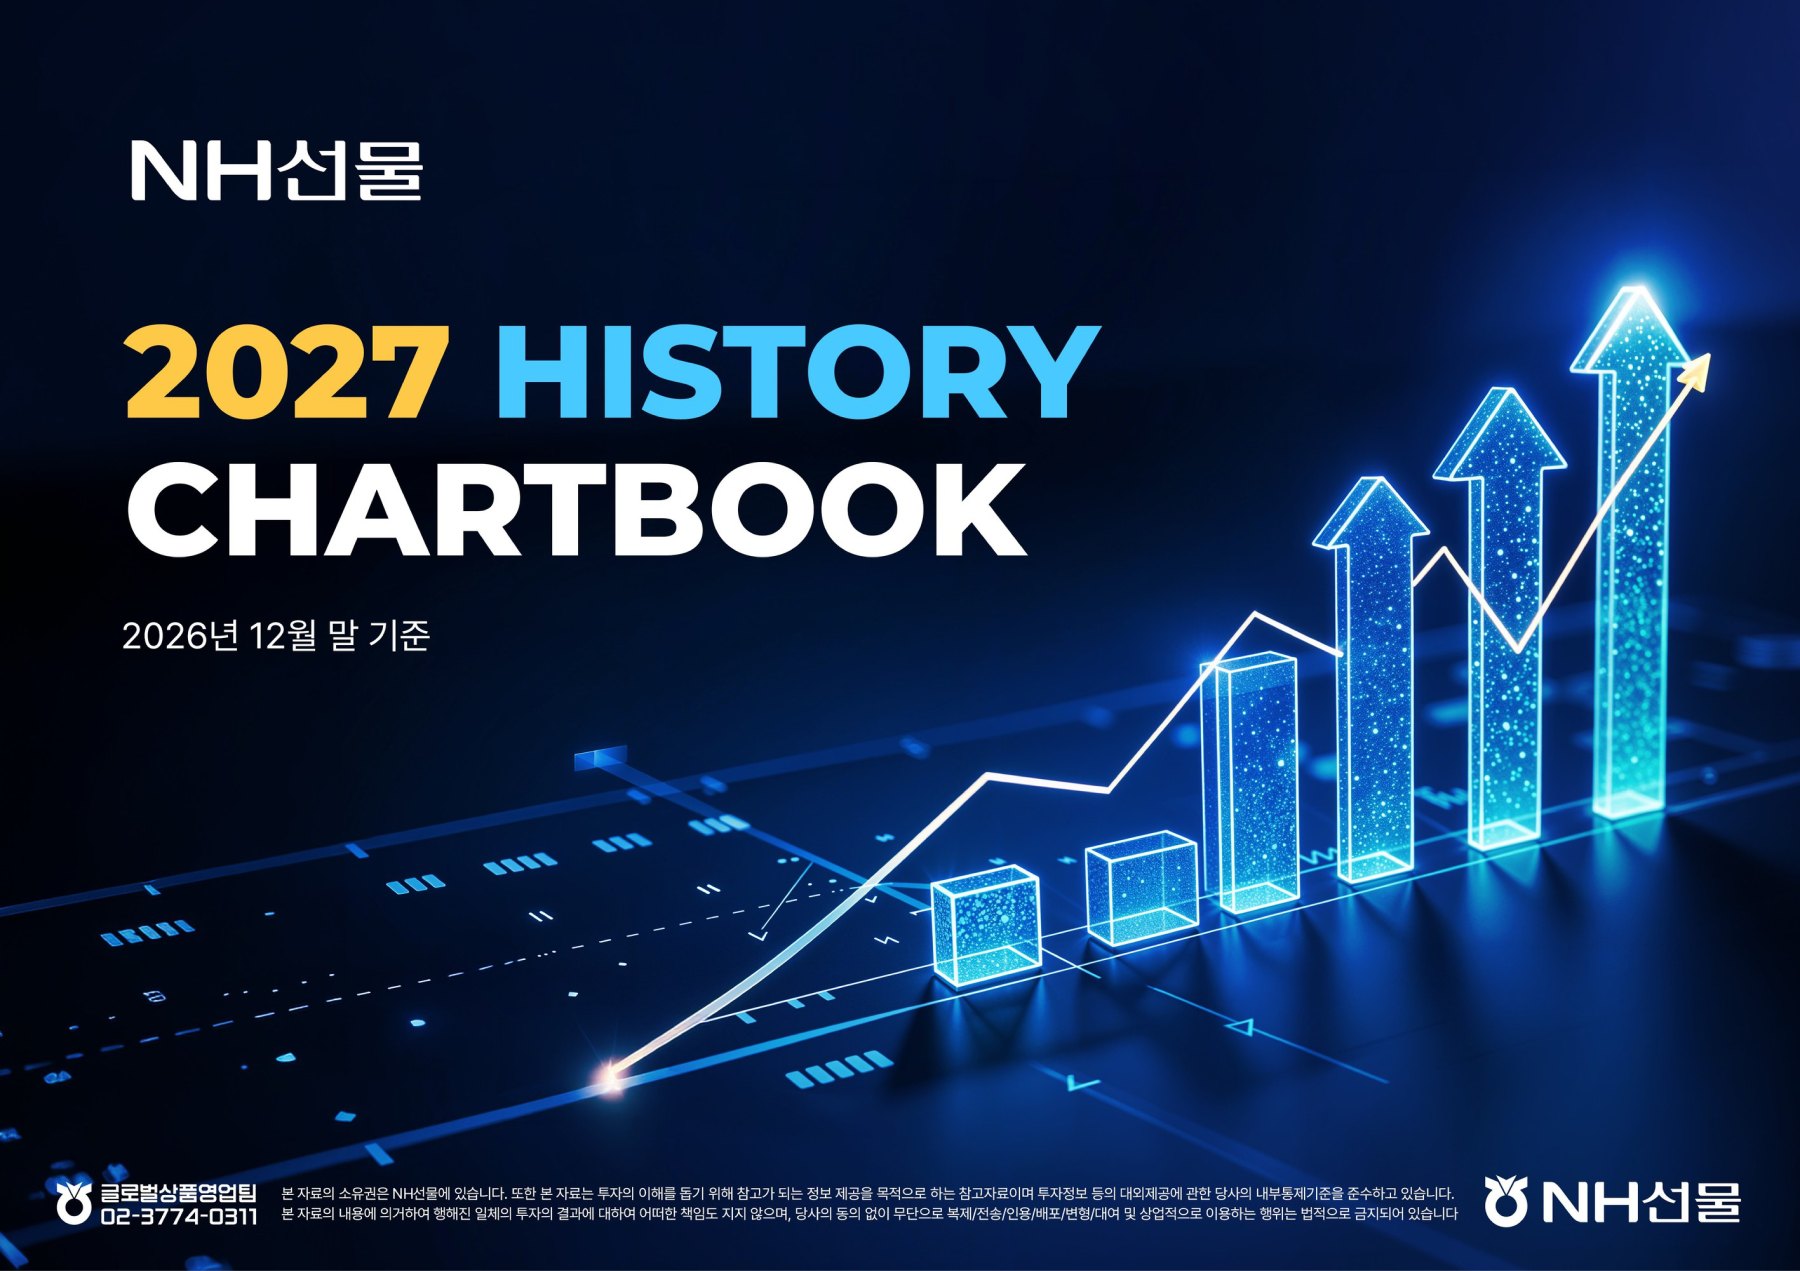 NH선물
2027 HISTORY
CHARTBOOK
2026년 12월 말 기준
글로벌상품영업팀
02-3774-0311
본 자료의 소유권은 NH선물에 있습니다. 또한 본 자료는 투자의 이해를 돕기 위해 참고가 되는 정보 제공을 목적으로 하는 참고자료이며 투자정보 등의 대외제공에 관한 당사의 내부통제기준을 준수하고 있습니다.
본 자료의 내용에 의거하여 행해진 일체의 투자의 결과에 대하여 어떠한 책임도 지지 않으며, 당사의 동의 없이 무단으로 복제/전송/인용/배포/변형/대여 및 상업적으로 이용하는 행위는 법적으로 금지되어 있습니다
NH선물